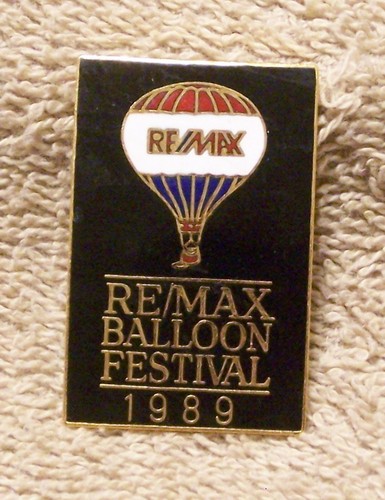 RE/MAX
RE/MAX
BALLOON
FESTIVAL
1989